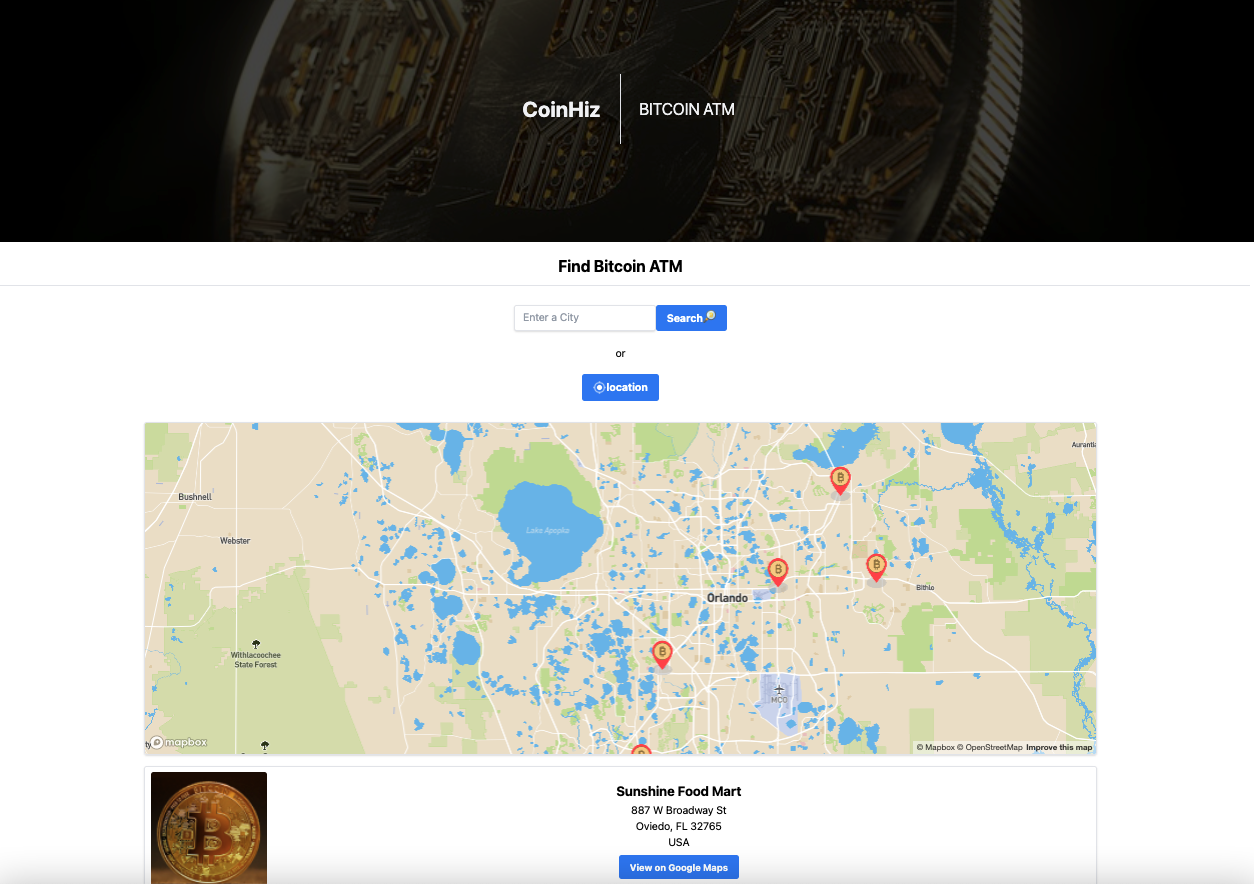 CoinHiz
BITCOIN ATM
Find Bitcoin ATM
Enter a City
Search
or
location
Bushnell
Webster
Lake Apopka
Orlando
Bithlo
Withlacoochee
State Forest
MCO
mapbox
© Mapbox © OpenStreetMap Improve this map
BITCOIN
Sunshine Food Mart
887 W Broadway St
Oviedo, FL 32765
USA
View on Google Maps